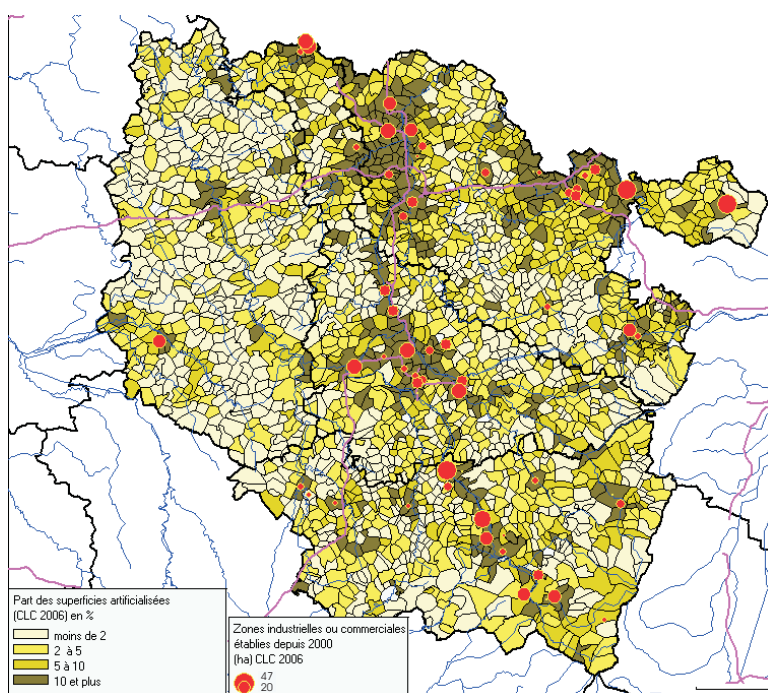 Part des superficies artificialisées
(CLC 2006) en %
moins de 2
2 à 5
5 à 10
10 et plus
Zones industrielles ou commerciales
établies depuis 2000
(ha) CLC 2006
47
20